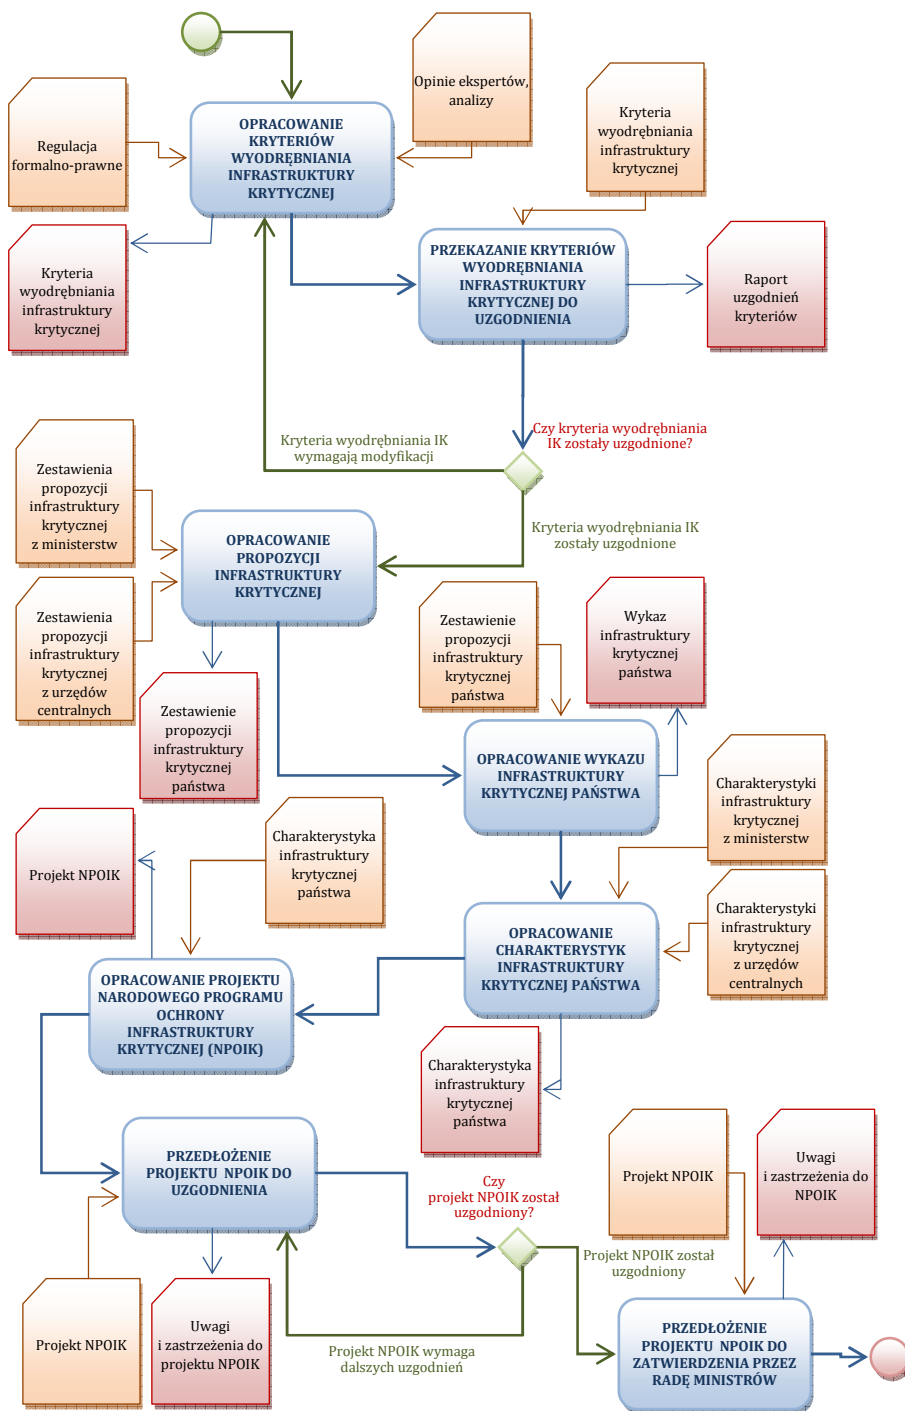 Opinie ekspertów,
analizy
Regulacja
formalno-prawne
OPRACOWANIE
KRYTERIÓW
WYODRĘBNIANIA
INFRASTRUKTURY
KRYTYCZNEJ
Kryteria
wyodrębniania
infrastruktury
krytycznej
Kryteria
wyodrębniania
infrastruktury
krytycznej
PRZEKAZANIE KRYTERIÓW
WYODRĘBNIANIA
INFRASTRUKTURY
KRYTYCZNEJ DO
UZGODNIENIA
Raport
uzgodnień
kryteriów
Czy kryteria wyodrębniania
IK zostały uzgodnione?
Kryteria wyodrębniania IK
wymagają modyfikacji
Kryteria wyodrębniania IK
zostały uzgodnione
Zestawienia
propozycji
infrastruktury
krytycznej
z ministerstw
OPRACOWANIE
PROPOZYCJI
INFRASTRUKTURY
KRYTYCZNEJ
Zestawienia
propozycji
infrastruktury
krytycznej
z urzędów
centralnych
Zestawienie
propozycji
infrastruktury
krytycznej
państwa
Zestawienie
propozycji
infrastruktury
krytycznej
państwa
Wykaz
infrastruktury
krytycznej
państwa
OPRACOWANIE WYKAZU
INFRASTRUKTURY
KRYTYCZNEJ PAŃSTWA
Charakterystyki
infrastruktury
krytycznej
z ministerstw
Projekt NPOIK
Charakterystyka
infrastruktury
krytycznej
państwa
OPRACOWANIE
CHARAKTERYSTYK
INFRASTRUKTURY
KRYTYCZNEJ PAŃSTWA
Charakterystyki
infrastruktury
krytycznej
z urzędów
centralnych
OPRACOWANIE PROJEKTU
NARODOWEGO PROGRAMU
OCHRONY
INFRASTRUKTURY
KRYTYCZNEJ (NPOIK)
Charakterystyka
infrastruktury
krytycznej
państwa
PRZEDŁOŻENIE
PROJEKTU NPOIK DO
UZGODNIENIA
Czy
projekt NPOIK został
uzgodniony?
Projekt NPOIK
Uwagi
i zastrzeżenia do
NPOIK
Projekt NPOIK został
uzgodniony
Projekt NPOIK
Uwagi
i zastrzeżenia do
projektu NPOIK
Projekt NPOIK wymaga
dalszych uzgodnień
PRZEDŁOŻENIE
PROJEKTU NPOIK DO
ZATWIERDZENIA PRZEZ
RADĘ MINISTRÓW